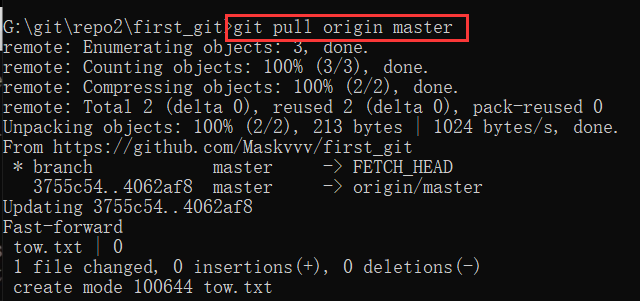 G:\git\repo2\first_git>git pull origin master
remote: Enumerating objects: 3, done.
remote: Counting objects: 100% (3/3), done.
remote: Compressing objects: 100% (2/2), done.
remote: Total 2 (delta 0), reused 2 (delta 0), pack-reused 0
Unpacking objects: 100% (2/2), 213 bytes | 1024 bytes/s, done.
From https://github.com/Maskvvv/first_git
 * branch            master     -> FETCH_HEAD
   3755c54..4062af8  master     -> origin/master
Updating 3755c54..4062af8
Fast-forward
 tow.txt | 0
 1 file changed, 0 insertions(+), 0 deletions(-)
 create mode 100644 tow.txt